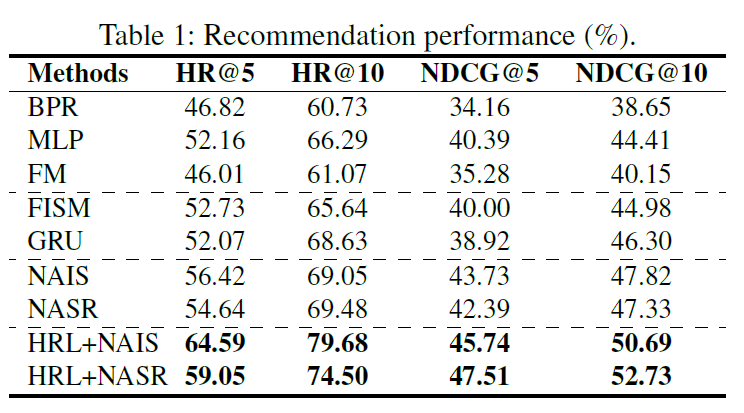 Table 1: Recommendation performance (%).
Methods HR@5 HR@10 NDCG@5 NDCG@10
BPR 46.82 60.73 34.16 38.65
MLP 52.16 66.29 40.39 44.41
FM 46.01 61.07 35.28 40.15
FISM 52.73 65.64 40.00 44.98
GRU 52.07 68.63 38.92 46.30
NAIS 56.42 69.05 43.73 47.82
NASR 54.64 69.48 42.39 47.33
HRL+NAIS 64.59 79.68 45.74 50.69
HRL+NASR 59.05 74.50 47.51 52.73